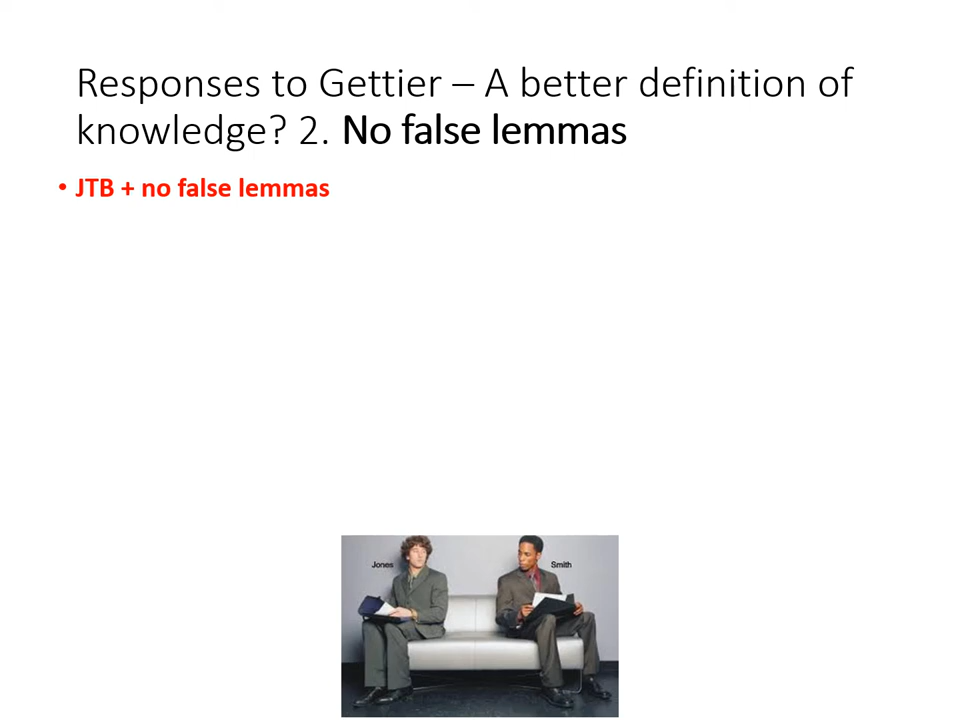 Responses to Gettier – A better definition of
knowledge? 2. No false lemmas
• JTB + no false lemmas
Jones
Smith